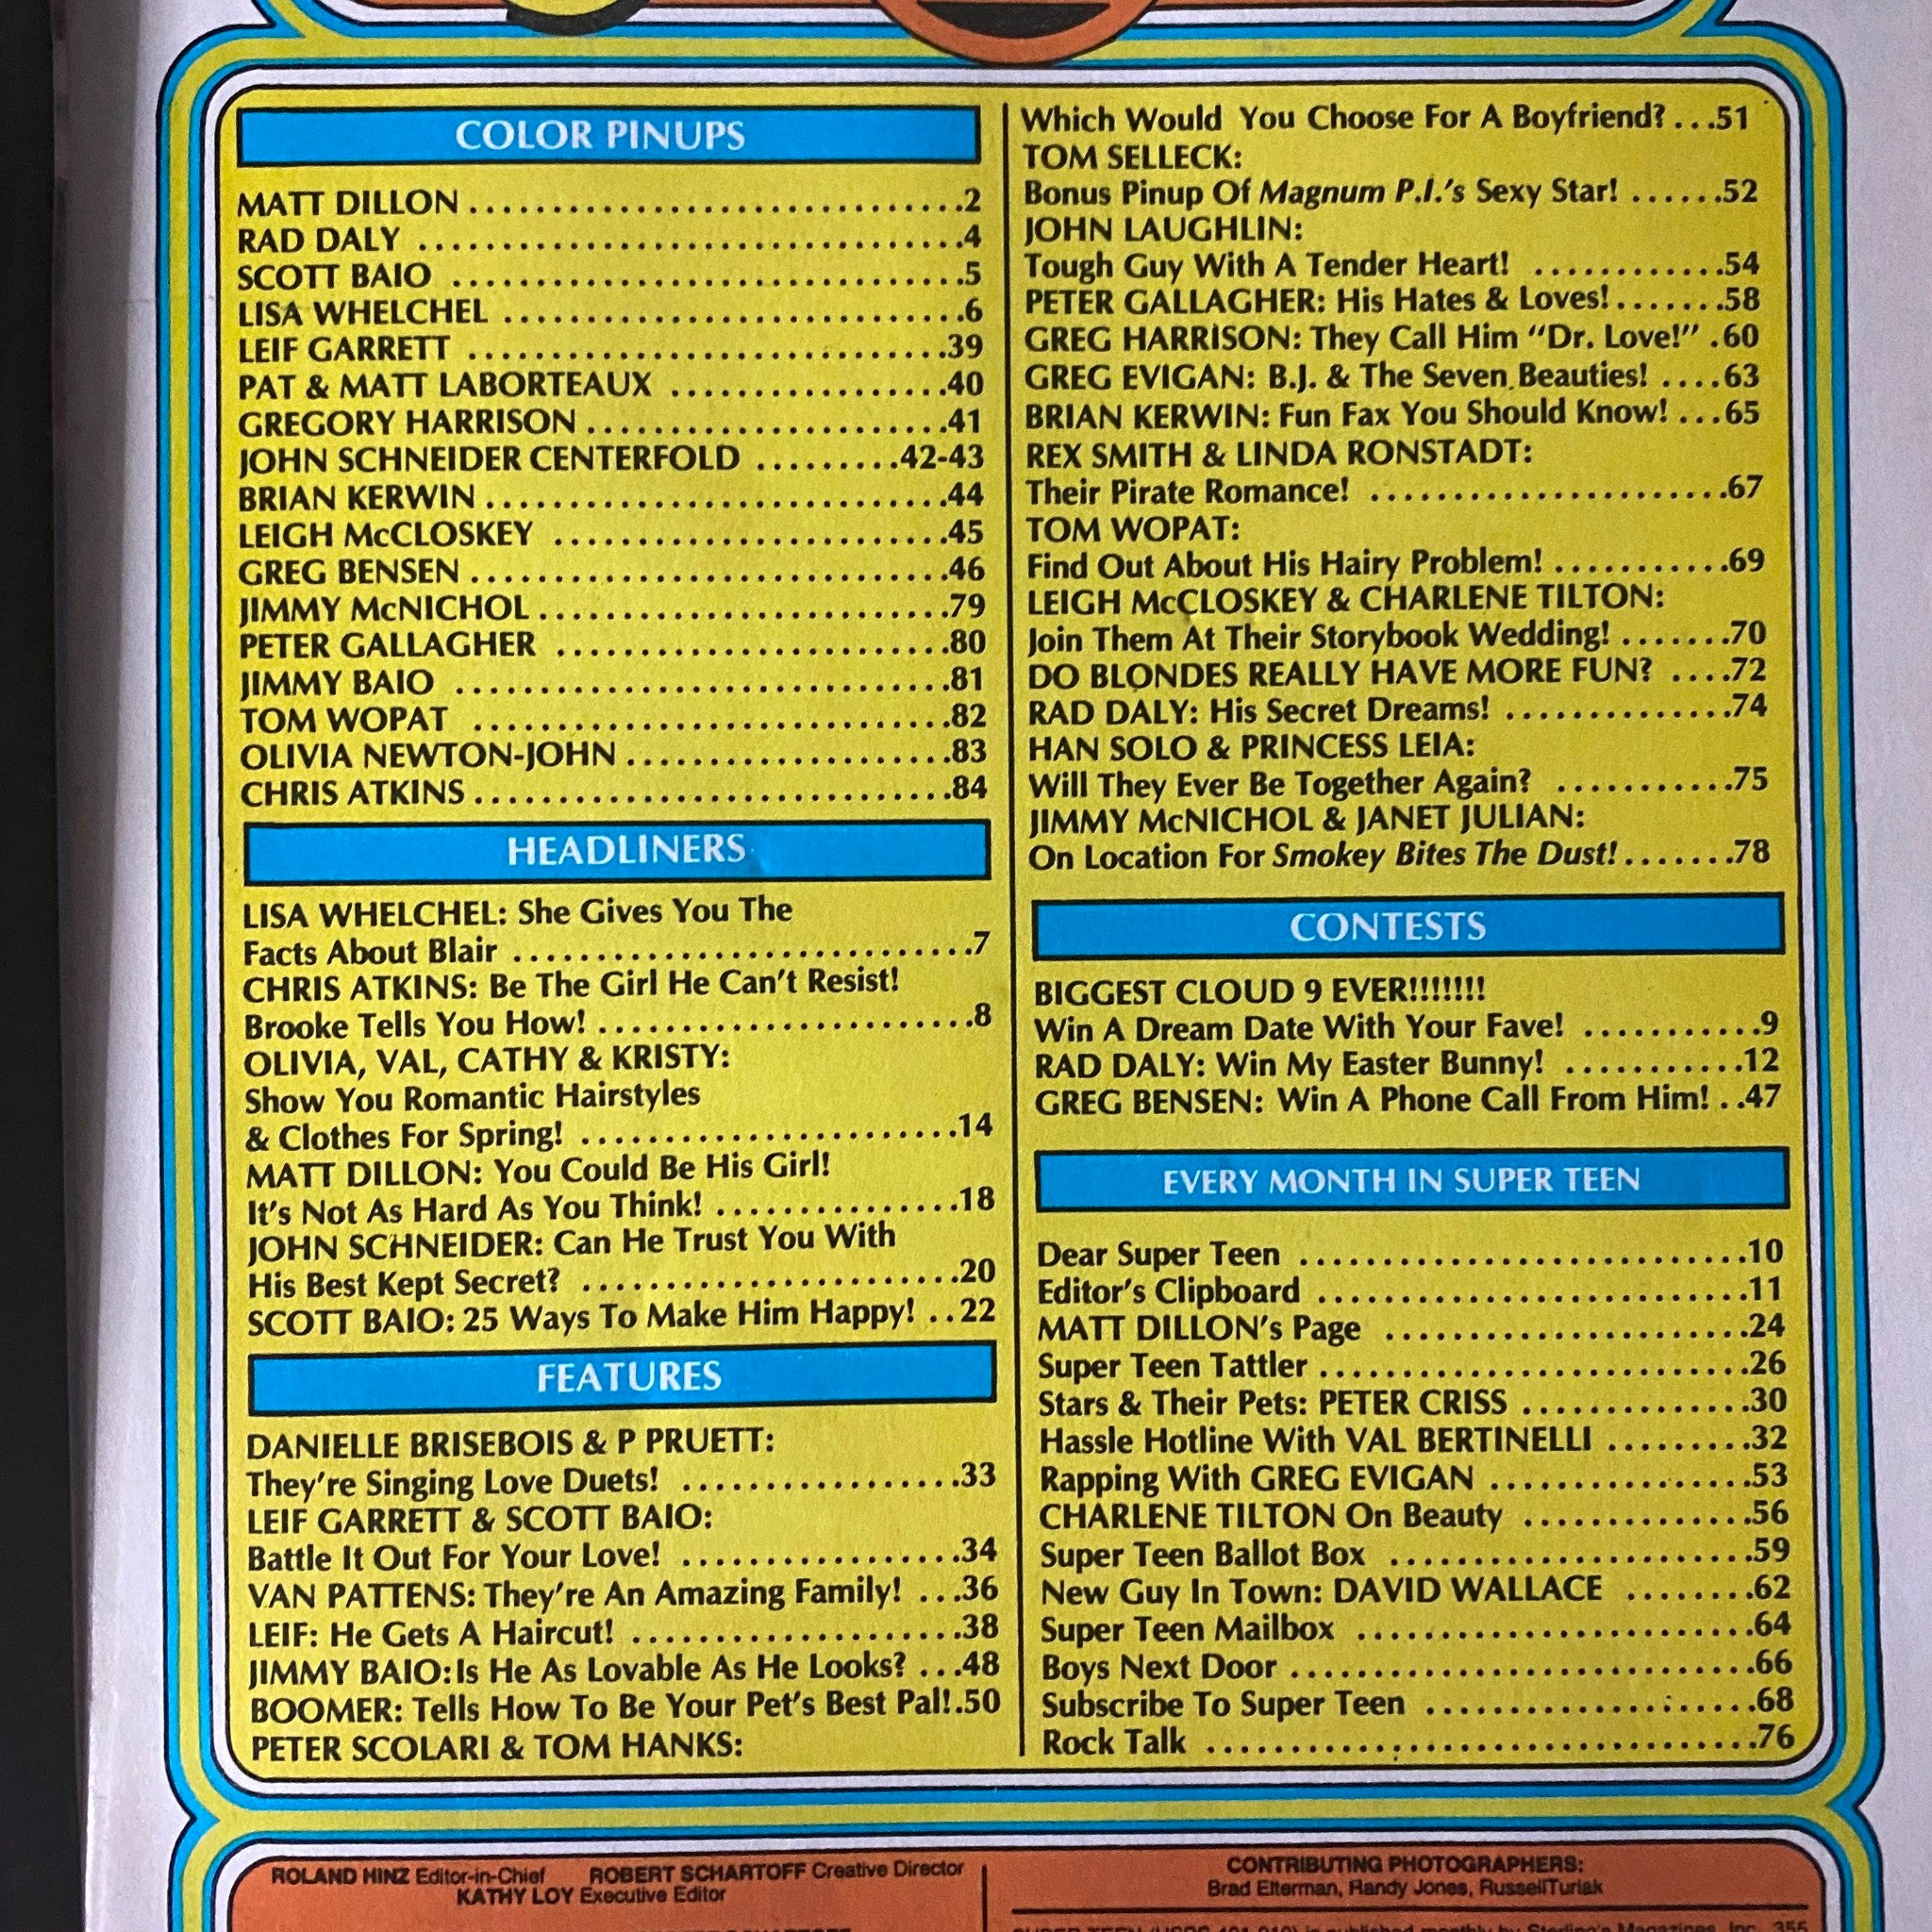 COLOR PINUPS
MATT DILLON..............................2
RAD DALY .................................4
SCOTT BAIO ...............................5
LISA WHELCHEL ............................6
LEIF GARRETT .............................39
PAT & MATT LABORTEAUX .................40
GREGORY HARRISON......................41
JOHN SCHNEIDER CENTERFOLD .........42-43
BRIAN KERWIN............................44
LEIGH McCLOSKEY ........................45
GREG BENSEN.............................46
JIMMY McNICHOL.........................79
PETER GALLAGHER ........................80
JIMMY BAIO ..............................81
TOM WOPAT .............................82
OLIVIA NEWTON-JOHN....................83
CHRIS ATKINS.............................84
HEADLINERS
LISA WHELCHEL: She Gives You The
Facts About Blair ............................7
CHRIS ATKINS: Be The Girl He Can't Resist!
Brooke Tells You How!.......................8
OLIVIA, VAL, CATHY & KRISTY:
Show You Romantic Hairstyles
& Clothes For Spring! .......................14
MATT DILLON: You Could Be His Girl!
It's Not As Hard As You Think!...............18
JOHN SCHNEIDER: Can He Trust You With
His Best Kept Secret? .......................20
SCOTT BAIO: 25 Ways To Make Him Happy! ..22
FEATURES
DANIELLE BRISEBOIS & P PRUETT:
They're Singing Love Duets! .................33
LEIF GARRETT & SCOTT BAIO:
Battle It Out For Your Love! .................34
VAN PATTENS: They're An Amazing Family! ...36
LEIF: He Gets A Haircut! ....................38
JIMMY BAIO: Is He As Lovable As He Looks? ...48
BOOMER: Tells How To Be Your Pet's Best Pal!.50
PETER SCOLARI & TOM HANKS:
Which Would You Choose For A Boyfriend?...51
TOM SELLECK:
Bonus Pinup Of Magnum P.I.'s Sexy Star! ......52
JOHN LAUGHLIN:
Tough Guy With A Tender Heart! ............54
PETER GALLAGHER: His Hates & Loves!.......58
GREG HARRISON: They Call Him "Dr. Love!" .60
GREG EVIGAN: B.J. & The Seven Beauties! ....63
BRIAN KERWIN: Fun Fax You Should Know! ...65
REX SMITH & LINDA RONSTADT:
Their Pirate Romance! ......................67
TOM WOPAT:
Find Out About His Hairy Problem!...........69
LEIGH McCLOSKEY & CHARLENE TILTON:
Join Them At Their Storybook Wedding!.......70
DO BLONDES REALLY HAVE MORE FUN? ....72
RAD DALY: His Secret Dreams! ..............74
HAN SOLO & PRINCESS LEIA:
Will They Ever Be Together Again? ...........75
JIMMY McNICHOL & JANET JULIAN:
On Location For Smokey Bites The Dust!.......78
CONTESTS
BIGGEST CLOUD 9 EVER!!!!!!!
Win A Dream Date With Your Fave! ...........9
RAD DALY: Win My Easter Bunny! ...........12
GREG BENSEN: Win A Phone Call From Him!..47
EVERY MONTH IN SUPER TEEN
Dear Super Teen ...........................10
Editor's Clipboard ..........................11
MATT DILLON's Page ......................24
Super Teen Tattler..........................26
Stars & Their Pets: PETER CRISS ..............30
Hassle Hotline With VAL BERTINELLI .........32
Rapping With GREG EVIGAN ................53
CHARLENE TILTON On Beauty ..............56
Super Teen Ballot Box ......................59
New Guy In Town: DAVID WALLACE ........62
Super Teen Mailbox ........................64
Boys Next Door............................66
Subscribe To Super Teen ....................68
Rock Talk .................................76
ROLAND HINZ Editor-in-Chief ROBERT SCHARTOFF Creative Director
KATHY LOY Executive Editor
CONTRIBUTING PHOTOGRAPHERS:
Brad Elterman, Randy Jones, RussellTuriak